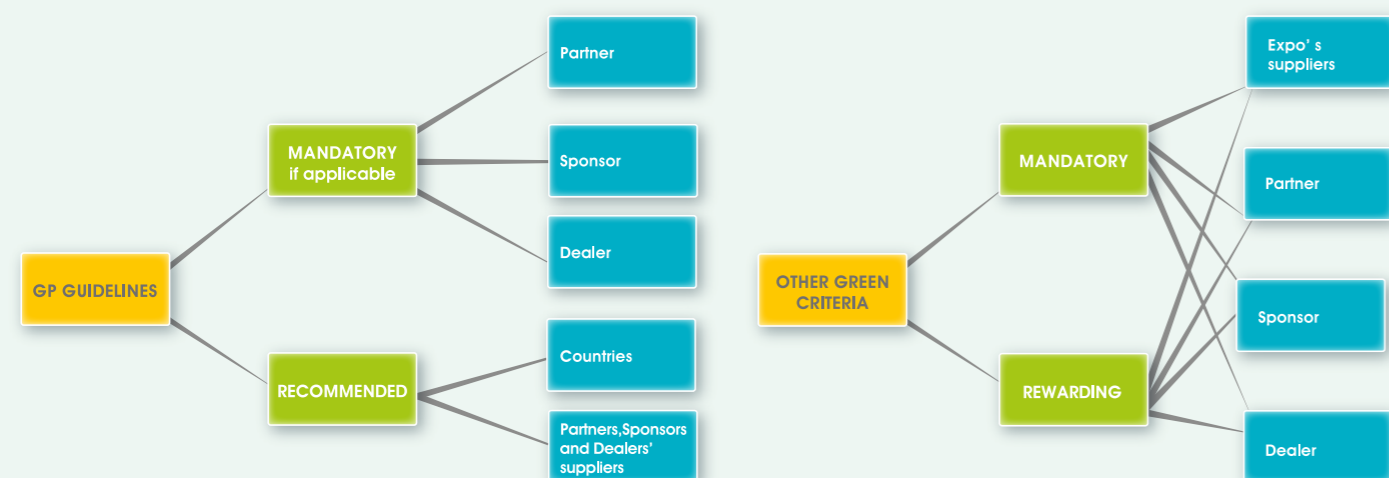 GP GUIDELINES
MANDATORY
if applicable
RECOMMENDED
Partner
Sponsor
Dealer
Countries
Partners,Sponsors
and Dealers'
suppliers
OTHER GREEN
CRITERIA
MANDATORY
REWARDING
Expo' s
suppliers
Partner
Sponsor
Dealer